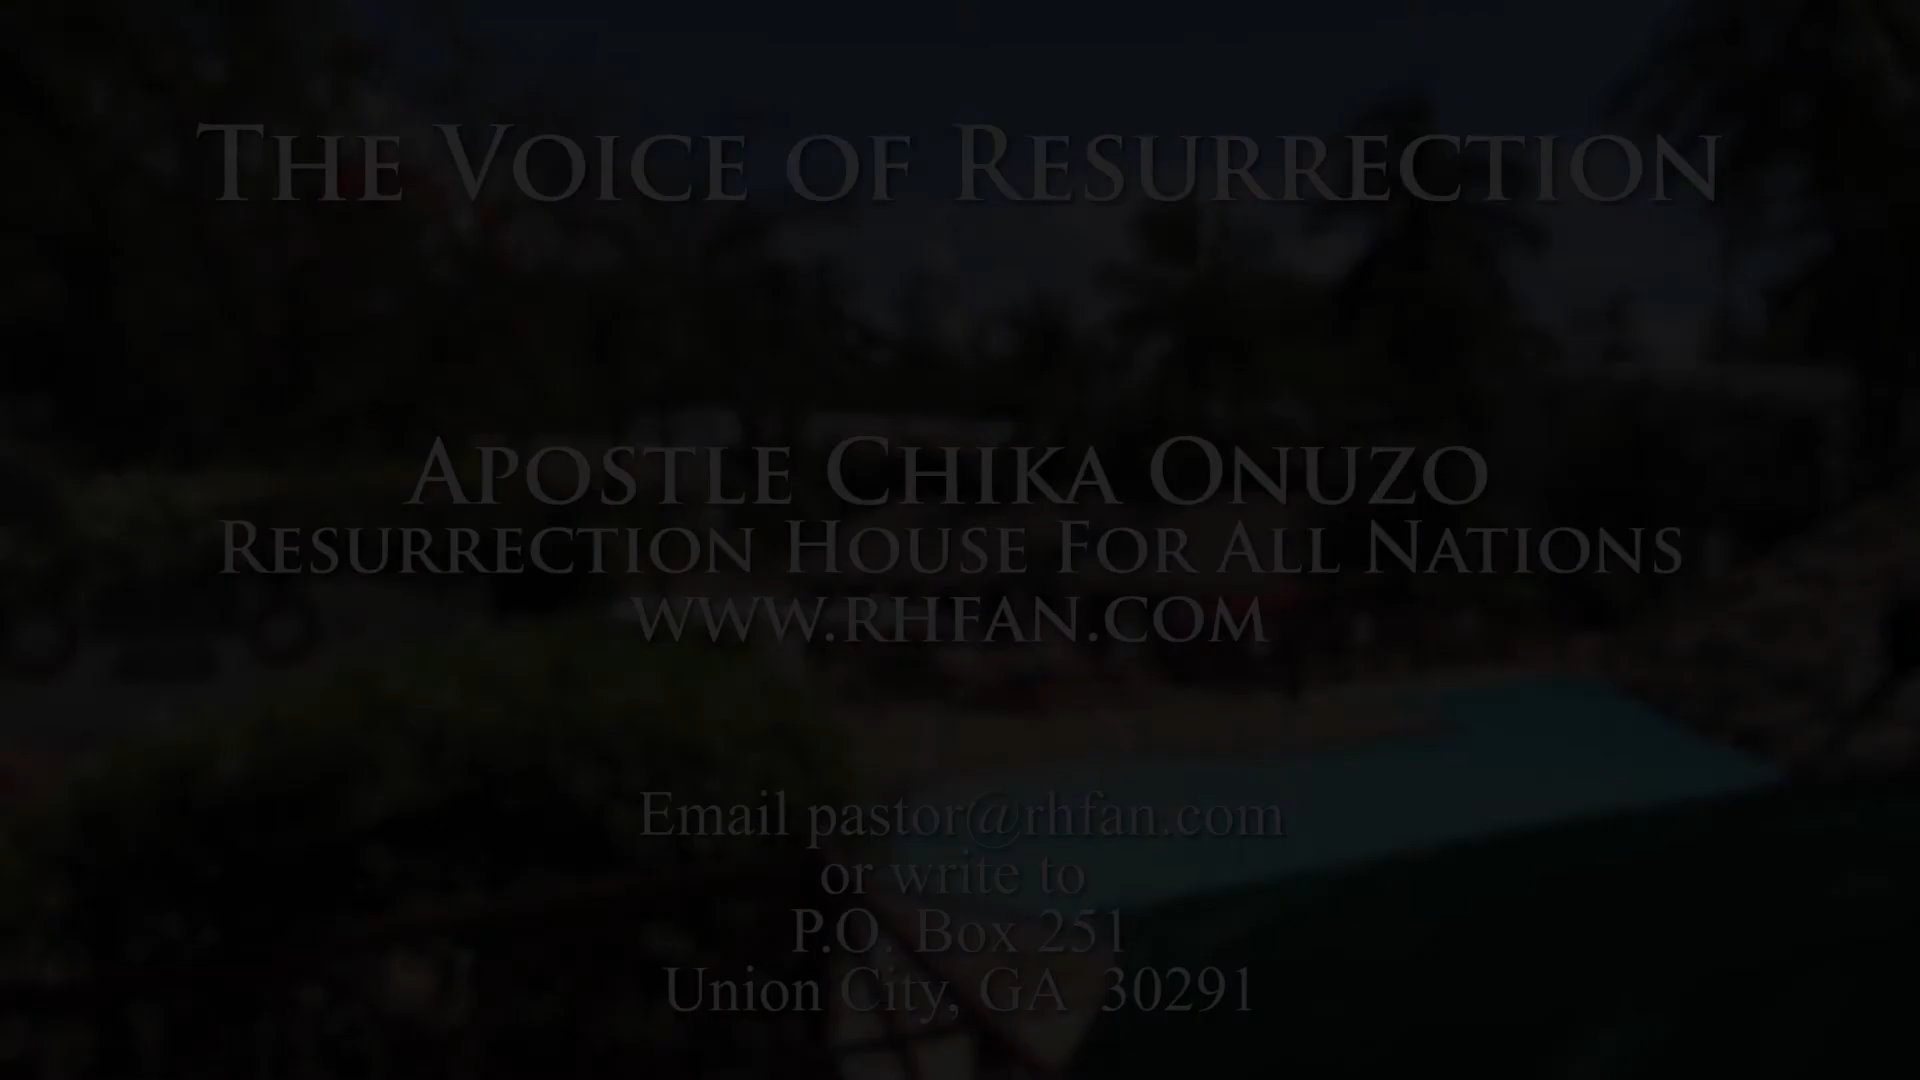 The Voice of Resurrection
Apostle Chika Onuzo
Resurrection House For All Nations
www.rhfan.com
Email pastor@rhfan.com
or write to
P.O. Box 251
Union City, GA 30291